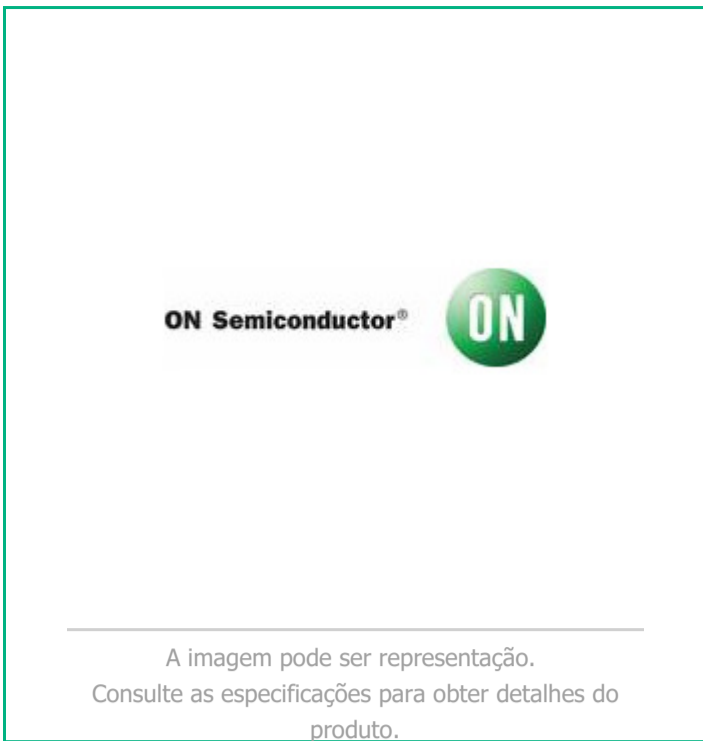 ON Semiconductor®
ON
A imagem pode ser representação.
Consulte as especificações para obter detalhes do
produto.